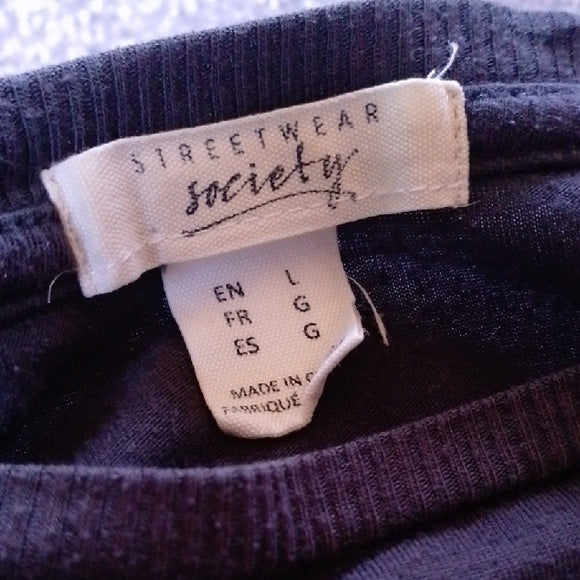 STREETWEAR
society
EN L
FR G
ES G
MADE IN
FABRIQUÉ